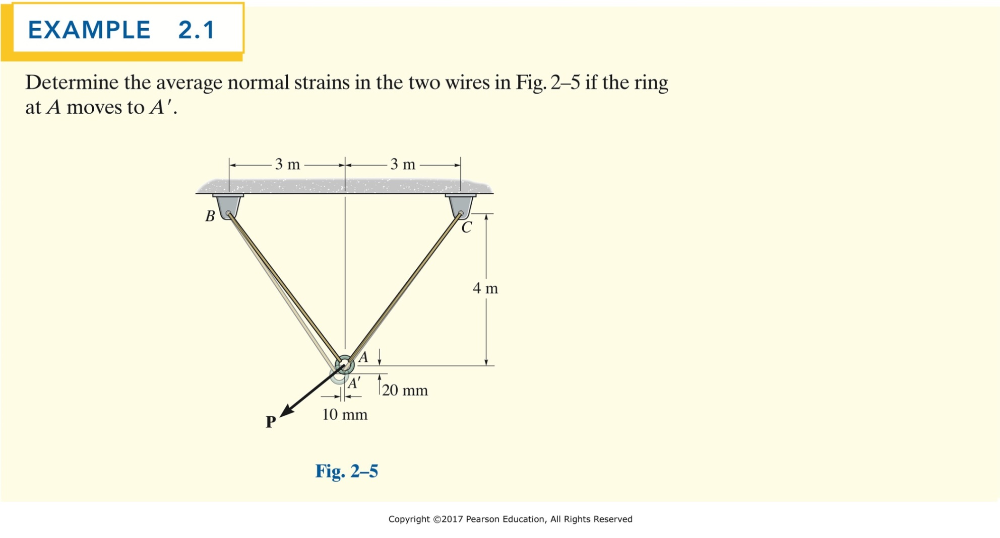 EXAMPLE 2.1
Determine the average normal strains in the two wires in Fig. 2–5 if the ring
at A moves to A′.
3 m 3 m
B
C
4 m
A
A′
20 mm
10 mm
P
Fig. 2–5
Copyright ©2017 Pearson Education, All Rights Reserved